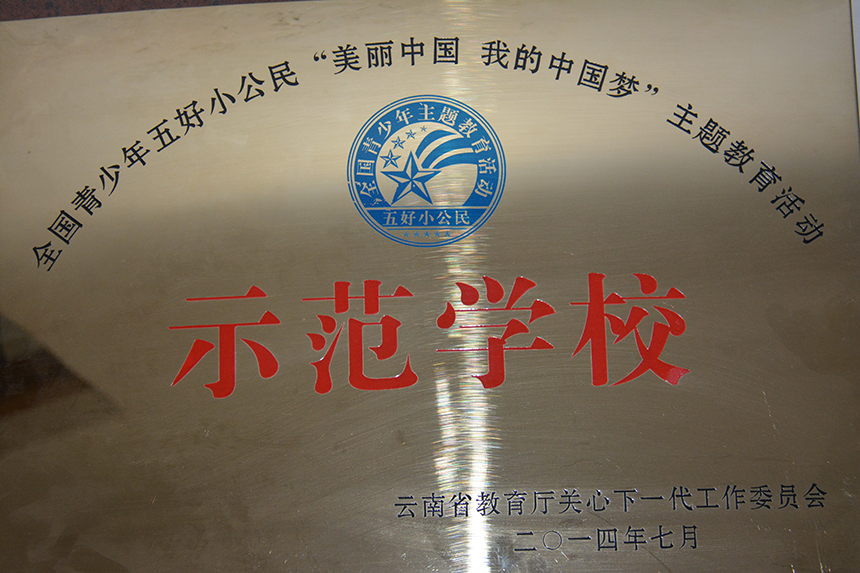 全国青少年五好小公民“美丽中国 我的中国梦”主题教育活动
全国青少年主题教育活动
五好小公民
示范学校
云南省教育厅关心下一代工作委员会
二〇一四年七月